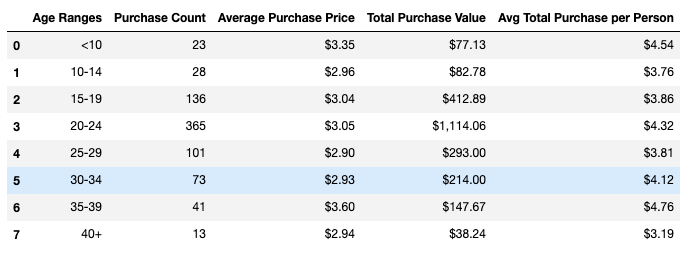 Age Ranges Purchase Count Average Purchase Price Total Purchase Value Avg Total Purchase per Person
0 <10 23 $3.35 $77.13 $4.54
1 10-14 28 $2.96 $82.78 $3.76
2 15-19 136 $3.04 $412.89 $3.86
3 20-24 365 $3.05 $1,114.06 $4.32
4 25-29 101 $2.90 $293.00 $3.81
5 30-34 73 $2.93 $214.00 $4.12
6 35-39 41 $3.60 $147.67 $4.76
7 40+ 13 $2.94 $38.24 $3.19